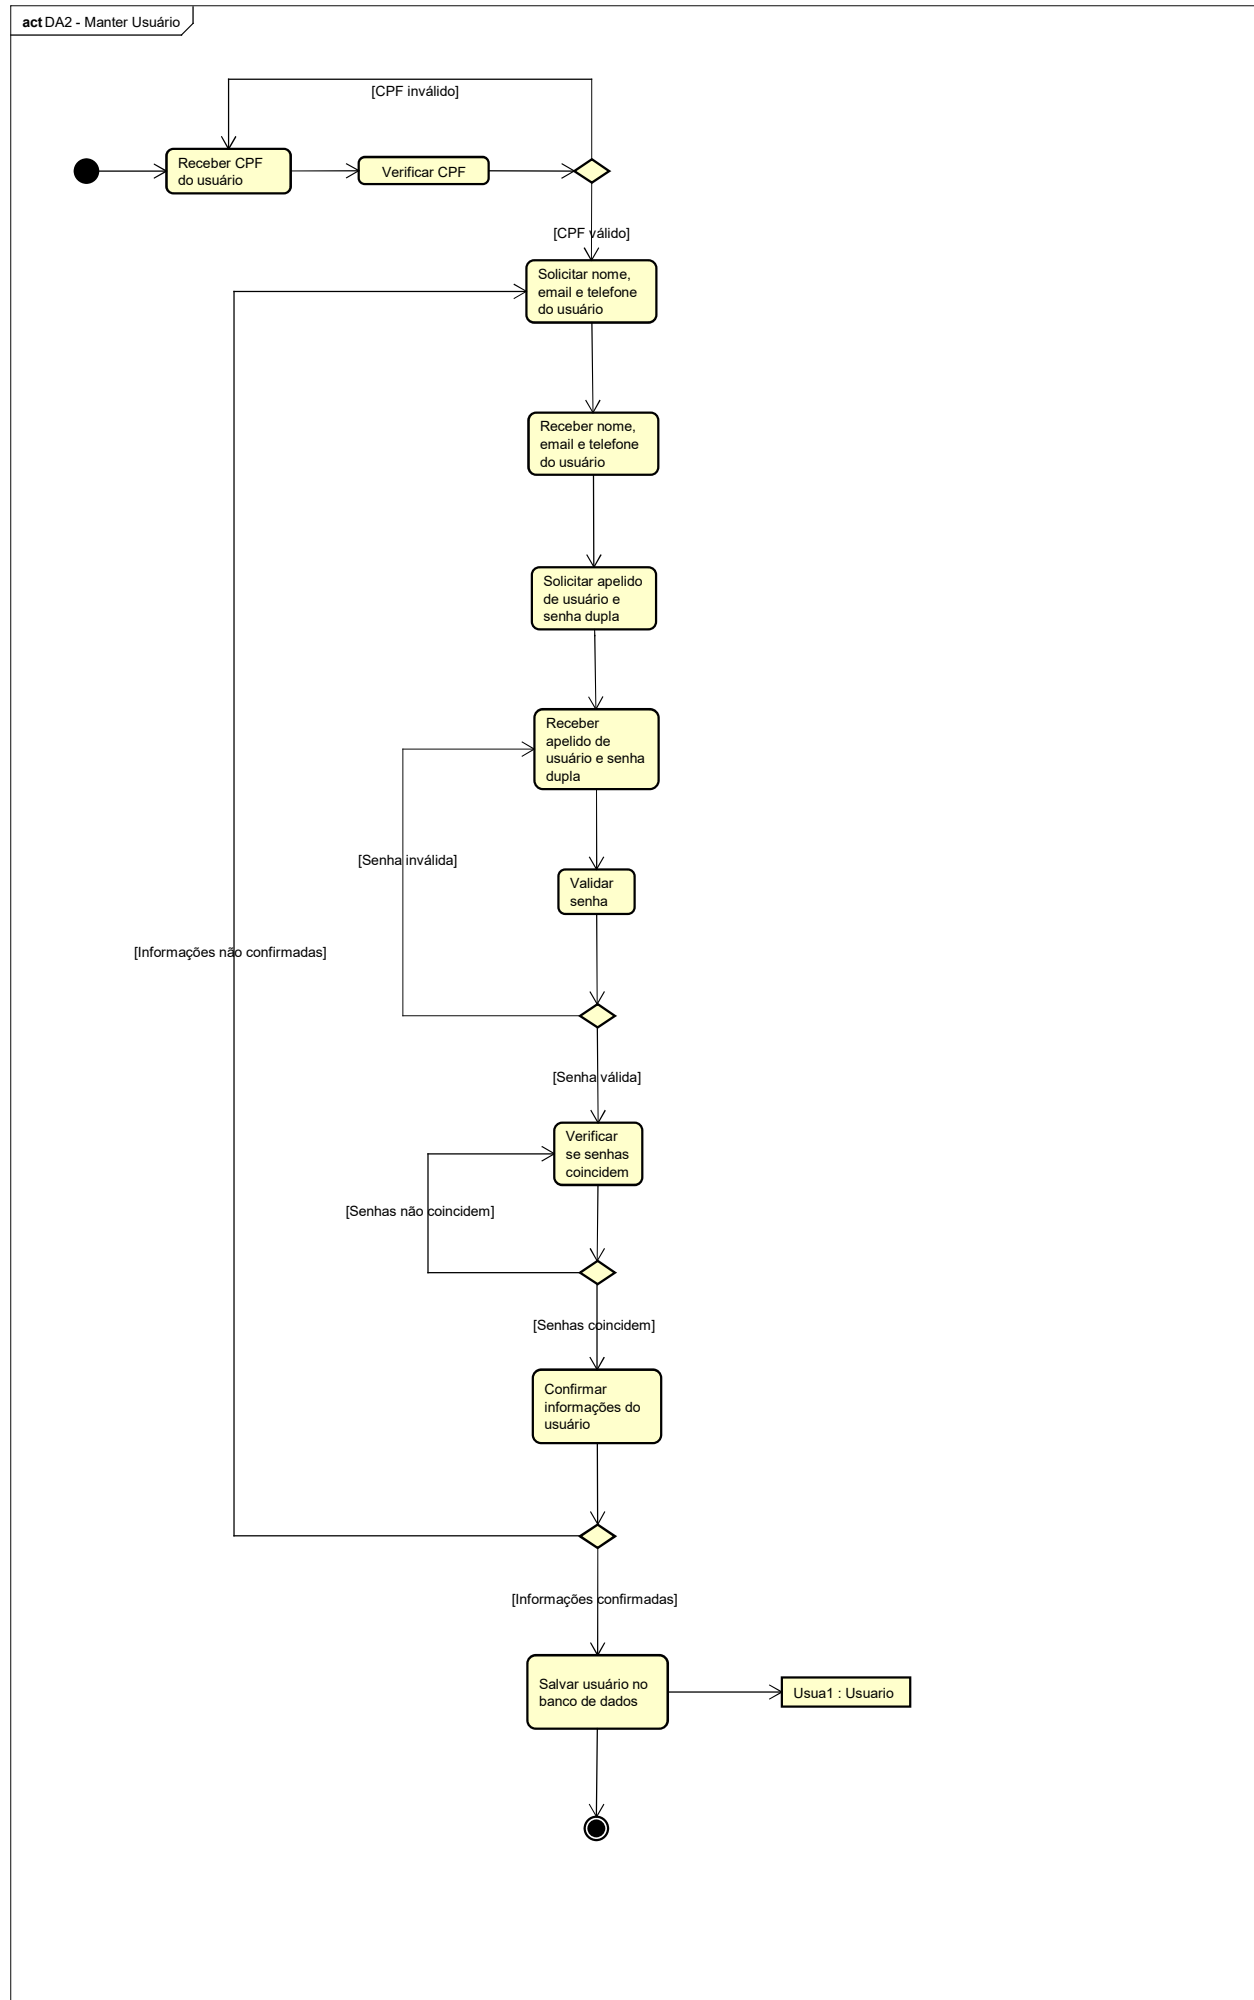 act DA2 - Manter Usuário
[CPF inválido]
Receber CPF
do usuário
Verificar CPF
[CPF válido]
Solicitar nome,
email e telefone
do usuário
Receber nome,
email e telefone
do usuário
Solicitar apelido
de usuário e
senha dupla
Receber
apelido de
usuário e senha
dupla
[Senha inválida]
Validar
senha
[Informações não confirmadas]
[Senha válida]
Verificar
se senhas
coincidem
[Senhas não coincidem]
[Senhas coincidem]
Confirmar
informações do
usuário
[Informações confirmadas]
Salvar usuário no
banco de dados
Usua1 : Usuario